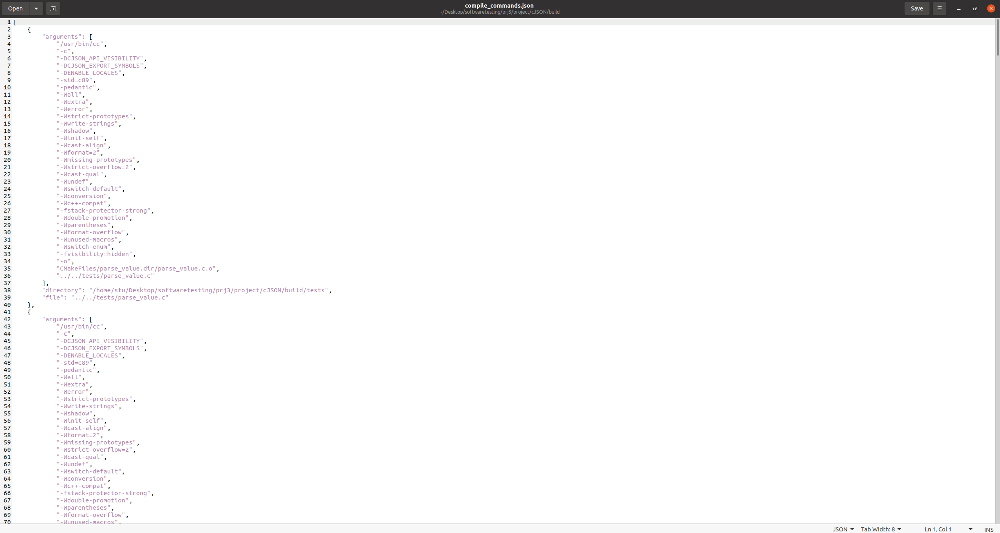 Open
compile_commands.json
~/Desktop/softwaretesting/prj3/project/cJSON/build
Save
1 [
2     {
3         "arguments": [
4             "/usr/bin/cc",
5             "-c",
6             "-DCJSON_API_VISIBILITY",
7             "-DCJSON_EXPORT_SYMBOLS",
8             "-DENABLE_LOCALES",
9             "-std=c89",
10             "-pedantic",
11             "-Wall",
12             "-Wextra",
13             "-Werror",
14             "-Wstrict-prototypes",
15             "-Wwrite-strings",
16             "-Wshadow",
17             "-Winit-self",
18             "-Wcast-align",
19             "-Wformat=2",
20             "-Wmissing-prototypes",
21             "-Wstrict-overflow=2",
22             "-Wcast-qual",
23             "-Wundef",
24             "-Wswitch-default",
25             "-Wconversion",
26             "-Wc++-compat",
27             "-fstack-protector-strong",
28             "-Wdouble-promotion",
29             "-Wparentheses",
30             "-Wformat-overflow",
31             "-Wunused-macros",
32             "-Wswitch-enum",
33             "-fvisibility=hidden",
34             "-o",
35             "CMakeFiles/parse_value.dir/parse_value.c.o",
36             "../../tests/parse_value.c"
37         ],
38         "directory": "/home/stu/Desktop/softwaretesting/prj3/project/cJSON/build/tests",
39         "file": "../../tests/parse_value.c"
40     },
41     {
42         "arguments": [
43             "/usr/bin/cc",
44             "-c",
45             "-DCJSON_API_VISIBILITY",
46             "-DCJSON_EXPORT_SYMBOLS",
47             "-DENABLE_LOCALES",
48             "-std=c89",
49             "-pedantic",
50             "-Wall",
51             "-Wextra",
52             "-Werror",
53             "-Wstrict-prototypes",
54             "-Wwrite-strings",
55             "-Wshadow",
56             "-Winit-self",
57             "-Wcast-align",
58             "-Wformat=2",
59             "-Wmissing-prototypes",
60             "-Wstrict-overflow=2",
61             "-Wcast-qual",
62             "-Wundef",
63             "-Wswitch-default",
64             "-Wconversion",
65             "-Wc++-compat",
66             "-fstack-protector-strong",
67             "-Wdouble-promotion",
68             "-Wparentheses",
69             "-Wformat-overflow",
70             "-Wunused-macros",
JSON
Tab Width: 8
Ln 1, Col 1
INS